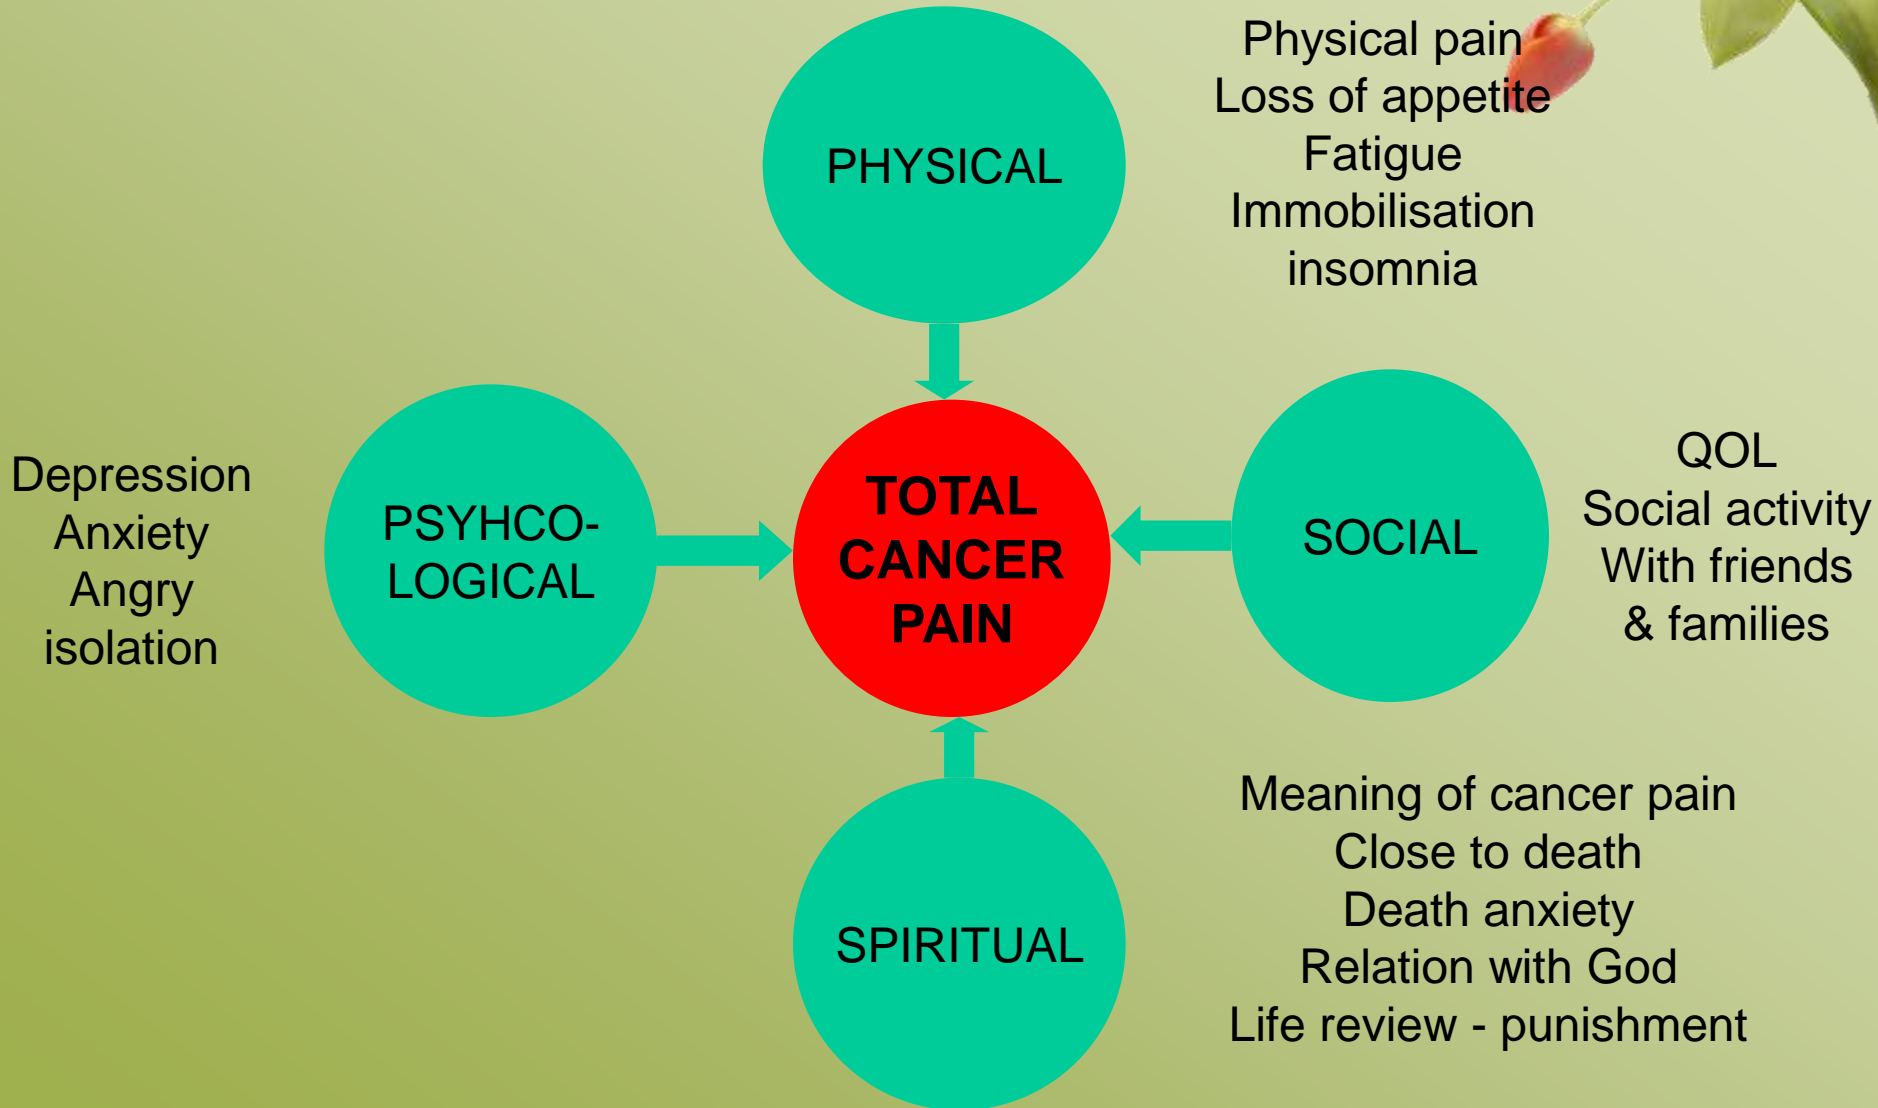 PHYSICAL
Physical pain
Loss of appetite
Fatigue
Immobilisation
insomnia
Depression
Anxiety
Angry
isolation
PSYHCO-
LOGICAL
TOTAL
CANCER
PAIN
SOCIAL
QOL
Social activity
With friends
& families
SPIRITUAL
Meaning of cancer pain
Close to death
Death anxiety
Relation with God
Life review - punishment